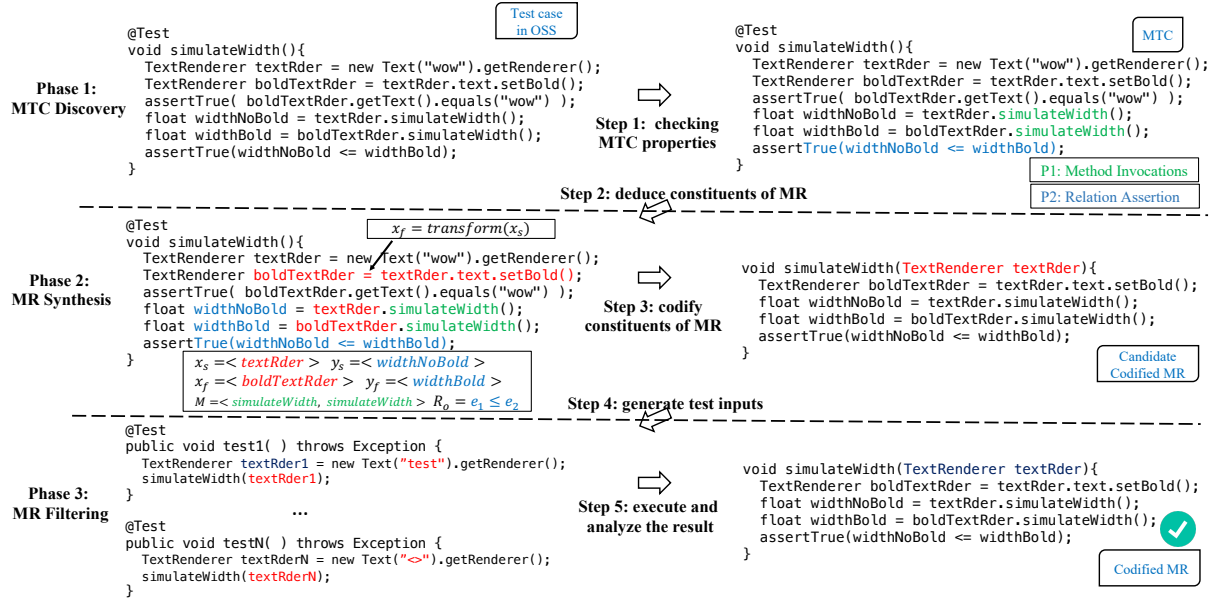 Test case
in OSS
@Test
void simulateWidth(){
TextRenderer textRder = new Text("wow").getRenderer();
TextRenderer boldTextRder = textRder.text.setBold();
assertTrue( boldTextRder.getText().equals("wow") );
float widthNoBold = textRder.simulateWidth();
float widthBold = boldTextRder.simulateWidth();
assertTrue(widthNoBold <= widthBold);
}
Phase 1:
MTC Discovery
Step 1: checking
MTC properties
MTC
@Test
void simulateWidth(){
TextRenderer textRder = new Text("wow").getRenderer();
TextRenderer boldTextRder = textRder.text.setBold();
assertTrue( boldTextRder.getText().equals("wow") );
float widthNoBold = textRder.simulateWidth();
float widthBold = boldTextRder.simulateWidth();
assertTrue(widthNoBold <= widthBold);
}
P1: Method Invocations
P2: Relation Assertion
Step 2: deduce constituents of MR
Phase 2:
MR Synthesis
@Test
void simulateWidth(){
x_f = transform(x_s)
TextRenderer textRder = new Text("wow").getRenderer();
TextRenderer boldTextRder = textRder.text.setBold();
assertTrue( boldTextRder.getText().equals("wow") );
float widthNoBold = textRder.simulateWidth();
float widthBold = boldTextRder.simulateWidth();
assertTrue(widthNoBold <= widthBold);
}
x_s =< textRder > y_s =< widthNoBold >
x_f =< boldTextRder > y_f =< widthBold >
M =< simulateWidth, simulateWidth > R_o = e_1 ≤ e_2
Step 3: codify
constituents of MR
void simulateWidth(TextRenderer textRder){
TextRenderer boldTextRder = textRder.text.setBold();
float widthNoBold = textRder.simulateWidth();
float widthBold = boldTextRder.simulateWidth();
assertTrue(widthNoBold <= widthBold);
}
Candidate
Codified MR
Step 4: generate test inputs
Phase 3:
MR Filtering
@Test
public void test1( ) throws Exception {
TextRenderer textRder1 = new Text("test").getRenderer();
simulateWidth(textRder1);
}
...
@Test
public void testN( ) throws Exception {
TextRenderer textRderN = new Text("<>").getRenderer();
simulateWidth(textRderN);
}
Step 5: execute and
analyze the result
void simulateWidth(TextRenderer textRder){
TextRenderer boldTextRder = textRder.text.setBold();
float widthNoBold = textRder.simulateWidth();
float widthBold = boldTextRder.simulateWidth();
assertTrue(widthNoBold <= widthBold);
}
Codified MR